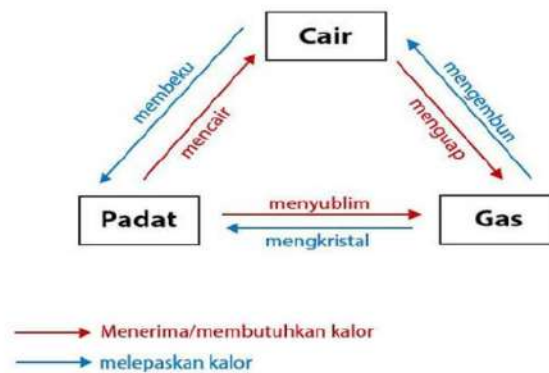 Cair
membeku
mencair
menguap
mengembun
Padat
menyublim
mengkristal
Gas
Menerima/membutuhkan kalor
melepaskan kalor